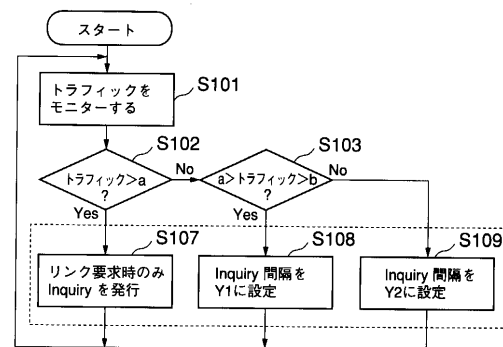 スタート
トラフィックを
モニターする
S101
S102
トラフィック>a
?
No
Yes
S103
a>トラフィック>b
?
No
Yes
S107
リンク要求時のみ
Inquiry を発行
S108
Inquiry 間隔を
Y1に設定
S109
Inquiry 間隔を
Y2に設定